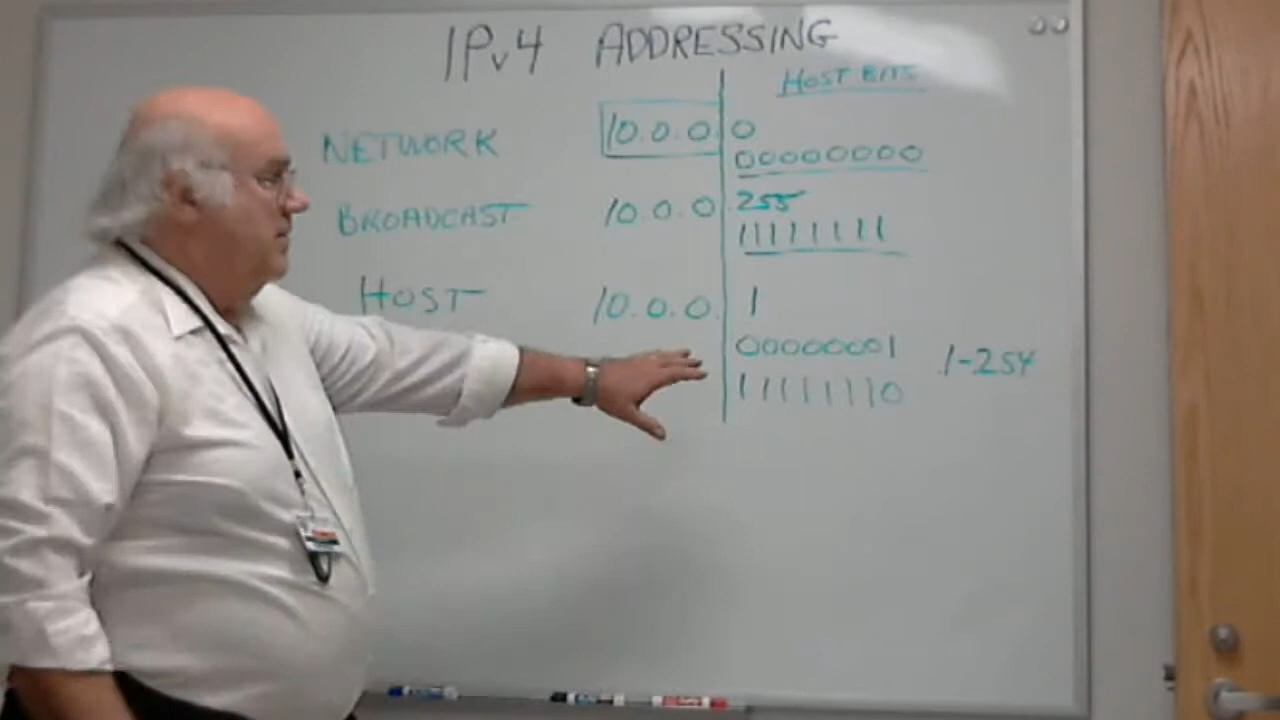 IPv4 ADDRESSING
HOST BITS
NETWORK 10.0.0. 0
00000000
BROADCAST 10.0.0 .255
11111111
HOST 10.0.0. 1
00000001 .1-254
11111110